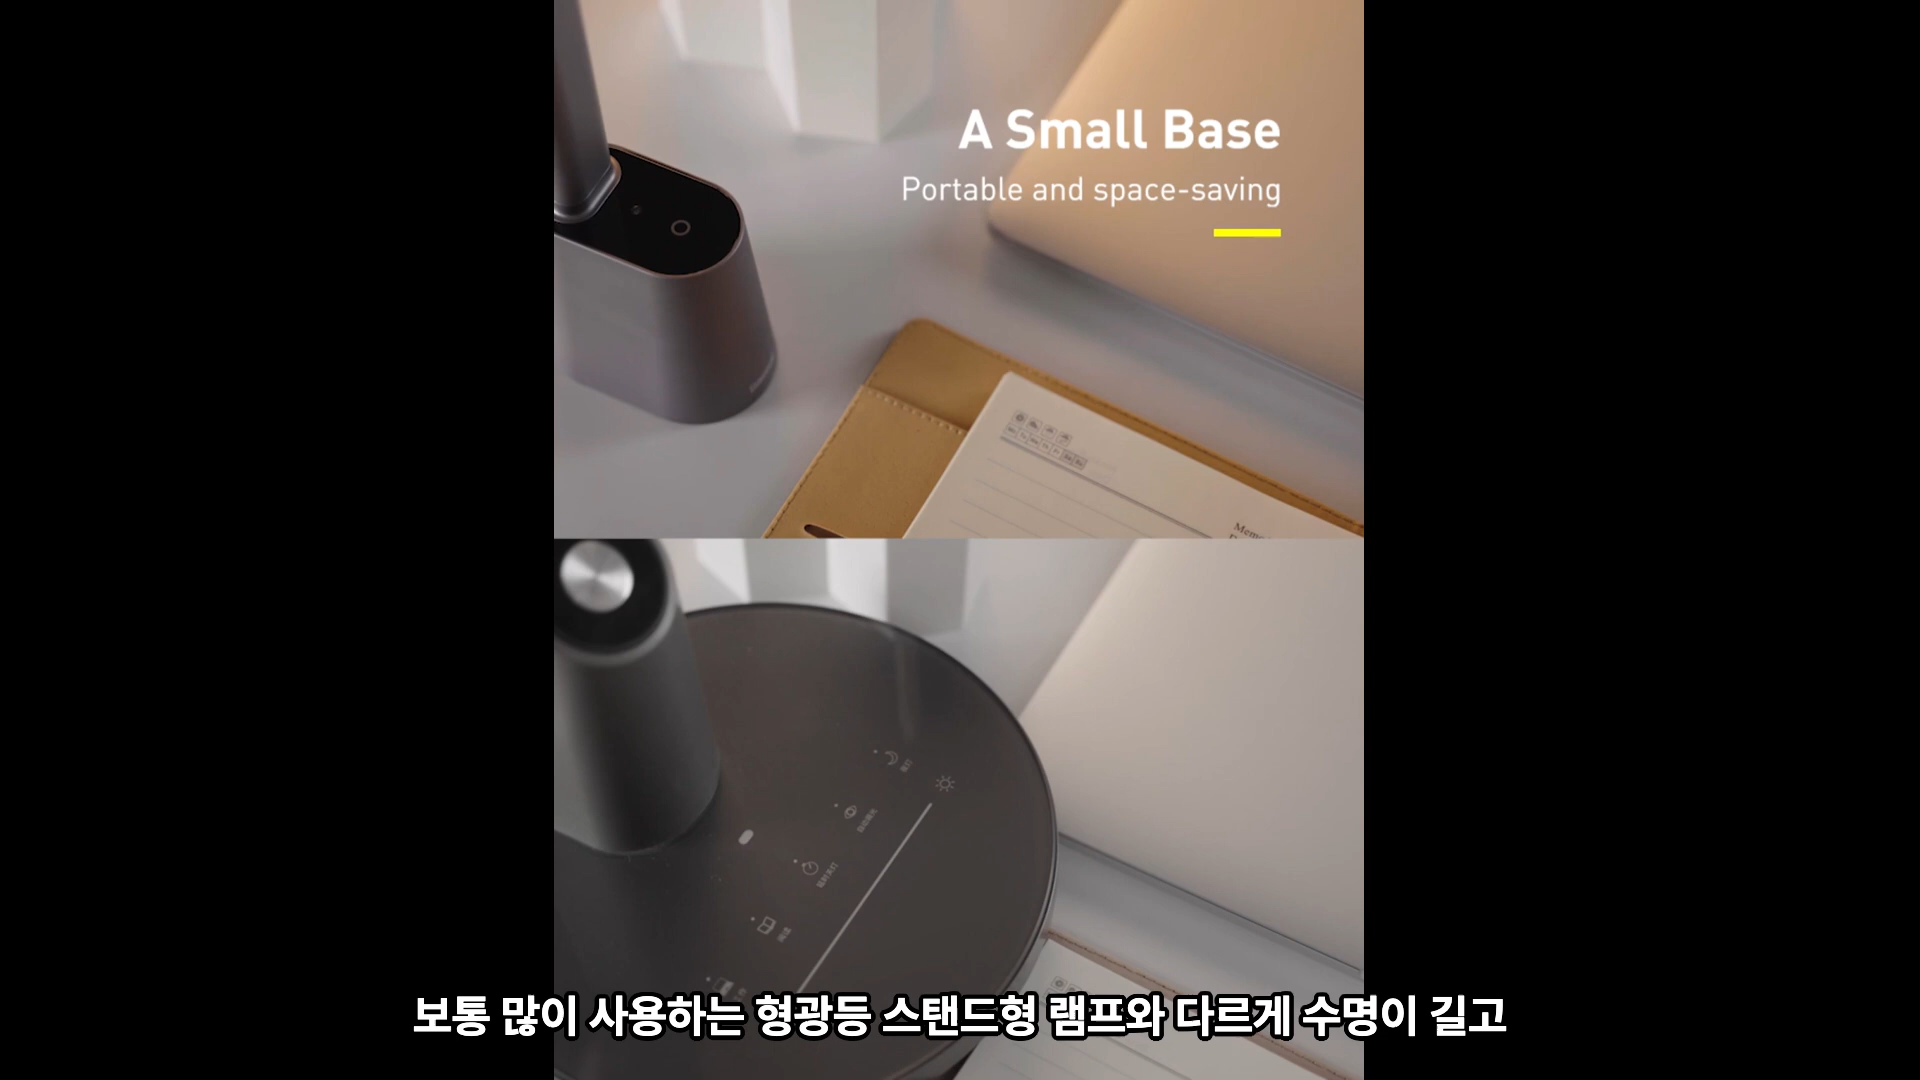 A Small Base
Portable and space-saving
보통 많이 사용하는 형광등 스탠드형 램프와 다르게 수명이 길고